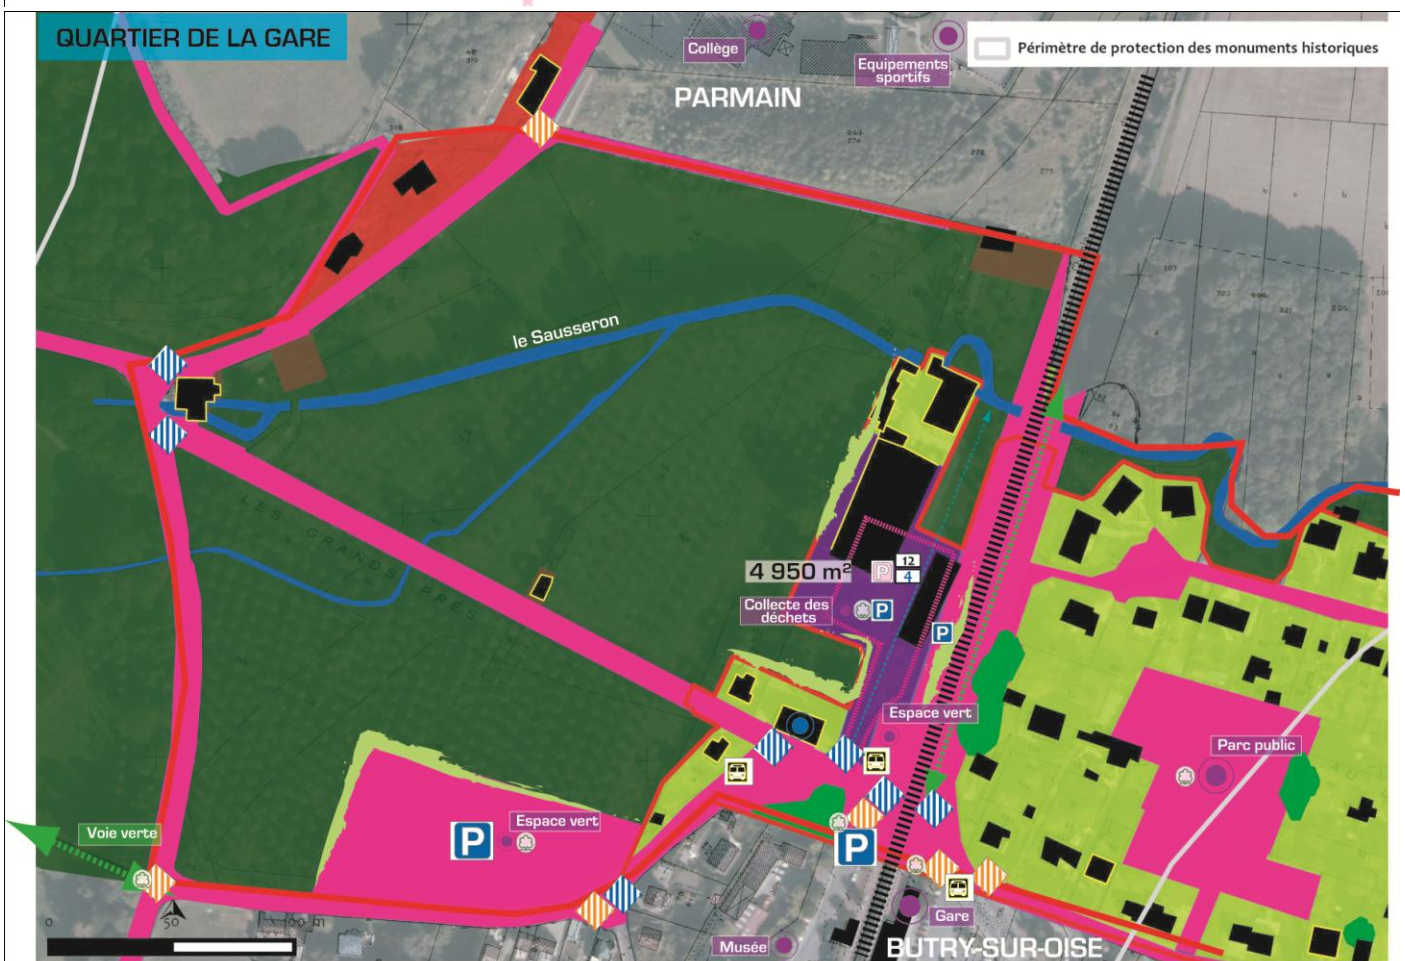 QUARTIER DE LA GARE
Collège
Equipements
sportifs
Périmètre de protection des monuments historiques
PARMAIN
le Sausseron
LES GRANDS PRÉS
4 950 m²
P
12
4
Collecte des
déchets
P
P
Espace vert
Parc public
Voie verte
P
Espace vert
P
Gare
Musée
BUTRY-SUR-OISE
0
50